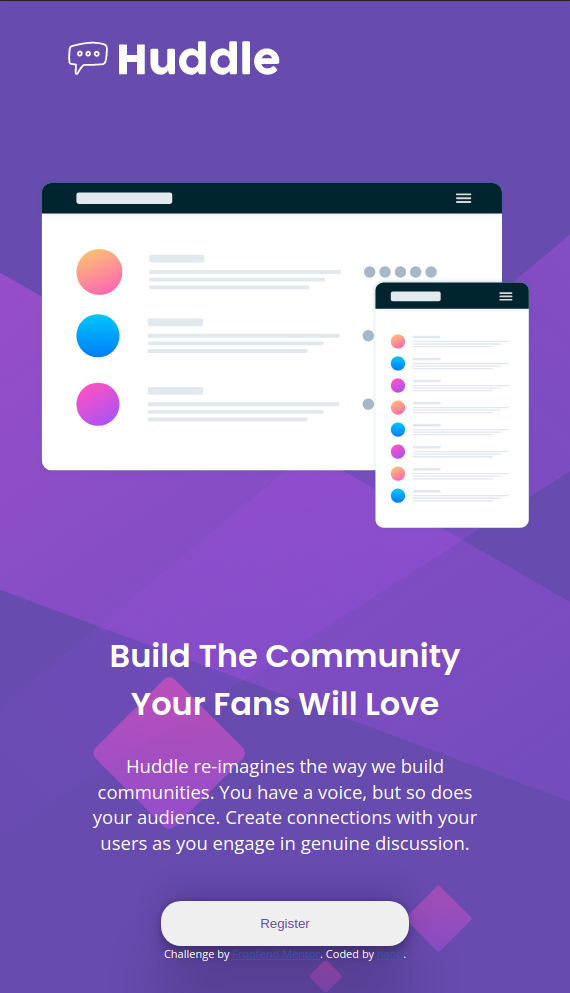 Huddle
Build The Community
Your Fans Will Love
Huddle re-imagines the way we build
communities. You have a voice, but so does
your audience. Create connections with your
users as you engage in genuine discussion.
Register
Challenge by Frontend Mentor. Coded by .